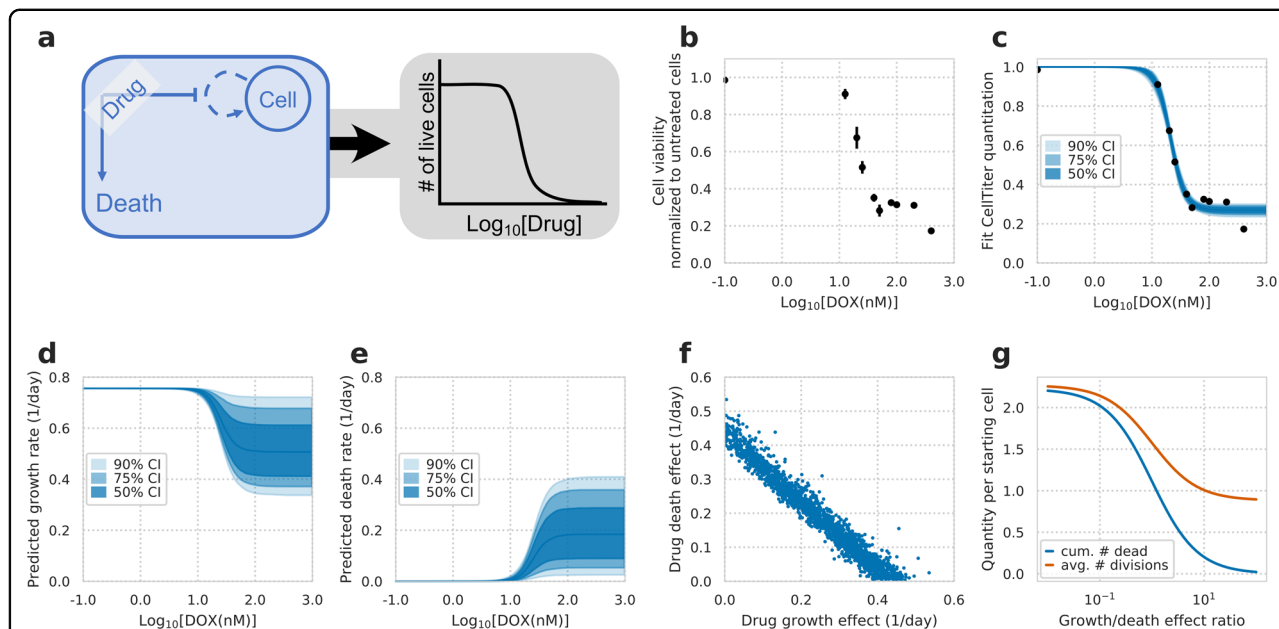 a
Drug
Cell
Death
# of live cells
Log10[Drug]
b
Cell viability
normalized to untreated cells
1.0
0.8
0.6
0.4
0.2
0.0
-1.0 0.0 1.0 2.0 3.0
Log10[DOX(nM)]
c
Fit CellTiter quantitation
1.0
0.8
0.6
0.4
0.2
0.0
90% CI
75% CI
50% CI
-1.0 0.0 1.0 2.0 3.0
Log10[DOX(nM)]
d
Predicted growth rate (1/day)
0.8
0.6
0.4
0.2
0.0
90% CI
75% CI
50% CI
-1.0 0.0 1.0 2.0 3.0
Log10[DOX(nM)]
e
Predicted death rate (1/day)
0.8
0.6
0.4
0.2
0.0
90% CI
75% CI
50% CI
-1.0 0.0 1.0 2.0 3.0
Log10[DOX(nM)]
f
Drug death effect (1/day)
0.6
0.5
0.4
0.3
0.2
0.1
0.0
0.0 0.2 0.4 0.6
Drug growth effect (1/day)
g
Quantity per starting cell
2.0
1.5
1.0
0.5
0.0
cum. # dead
avg. # divisions
10−1 101
Growth/death effect ratio